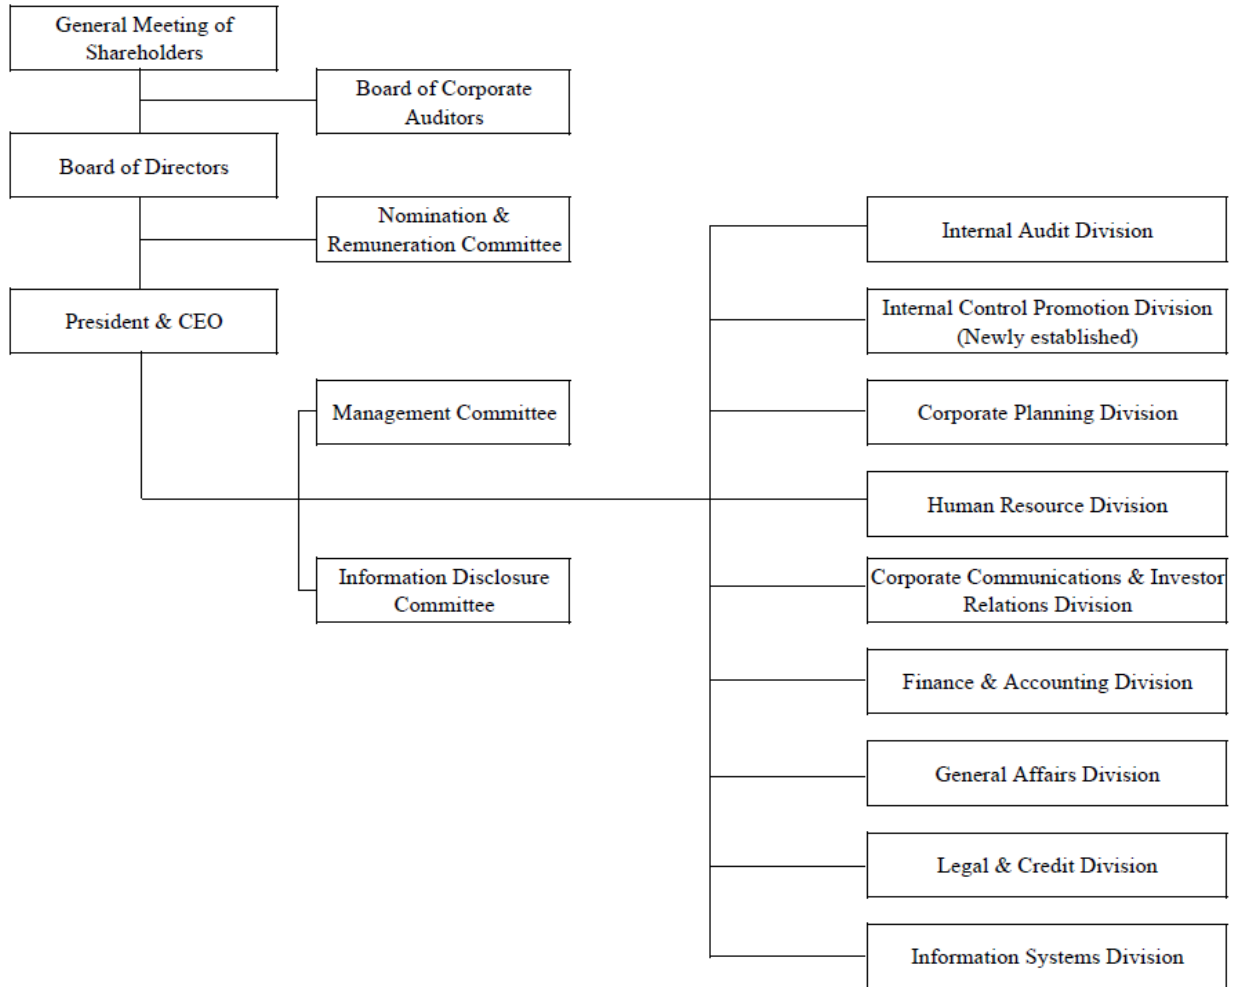 General Meeting of
Shareholders
Board of Corporate
Auditors
Board of Directors
Nomination &
Remuneration Committee
President & CEO
Management Committee
Information Disclosure
Committee
Internal Audit Division
Internal Control Promotion Division
(Newly established)
Corporate Planning Division
Human Resource Division
Corporate Communications & Investor
Relations Division
Finance & Accounting Division
General Affairs Division
Legal & Credit Division
Information Systems Division